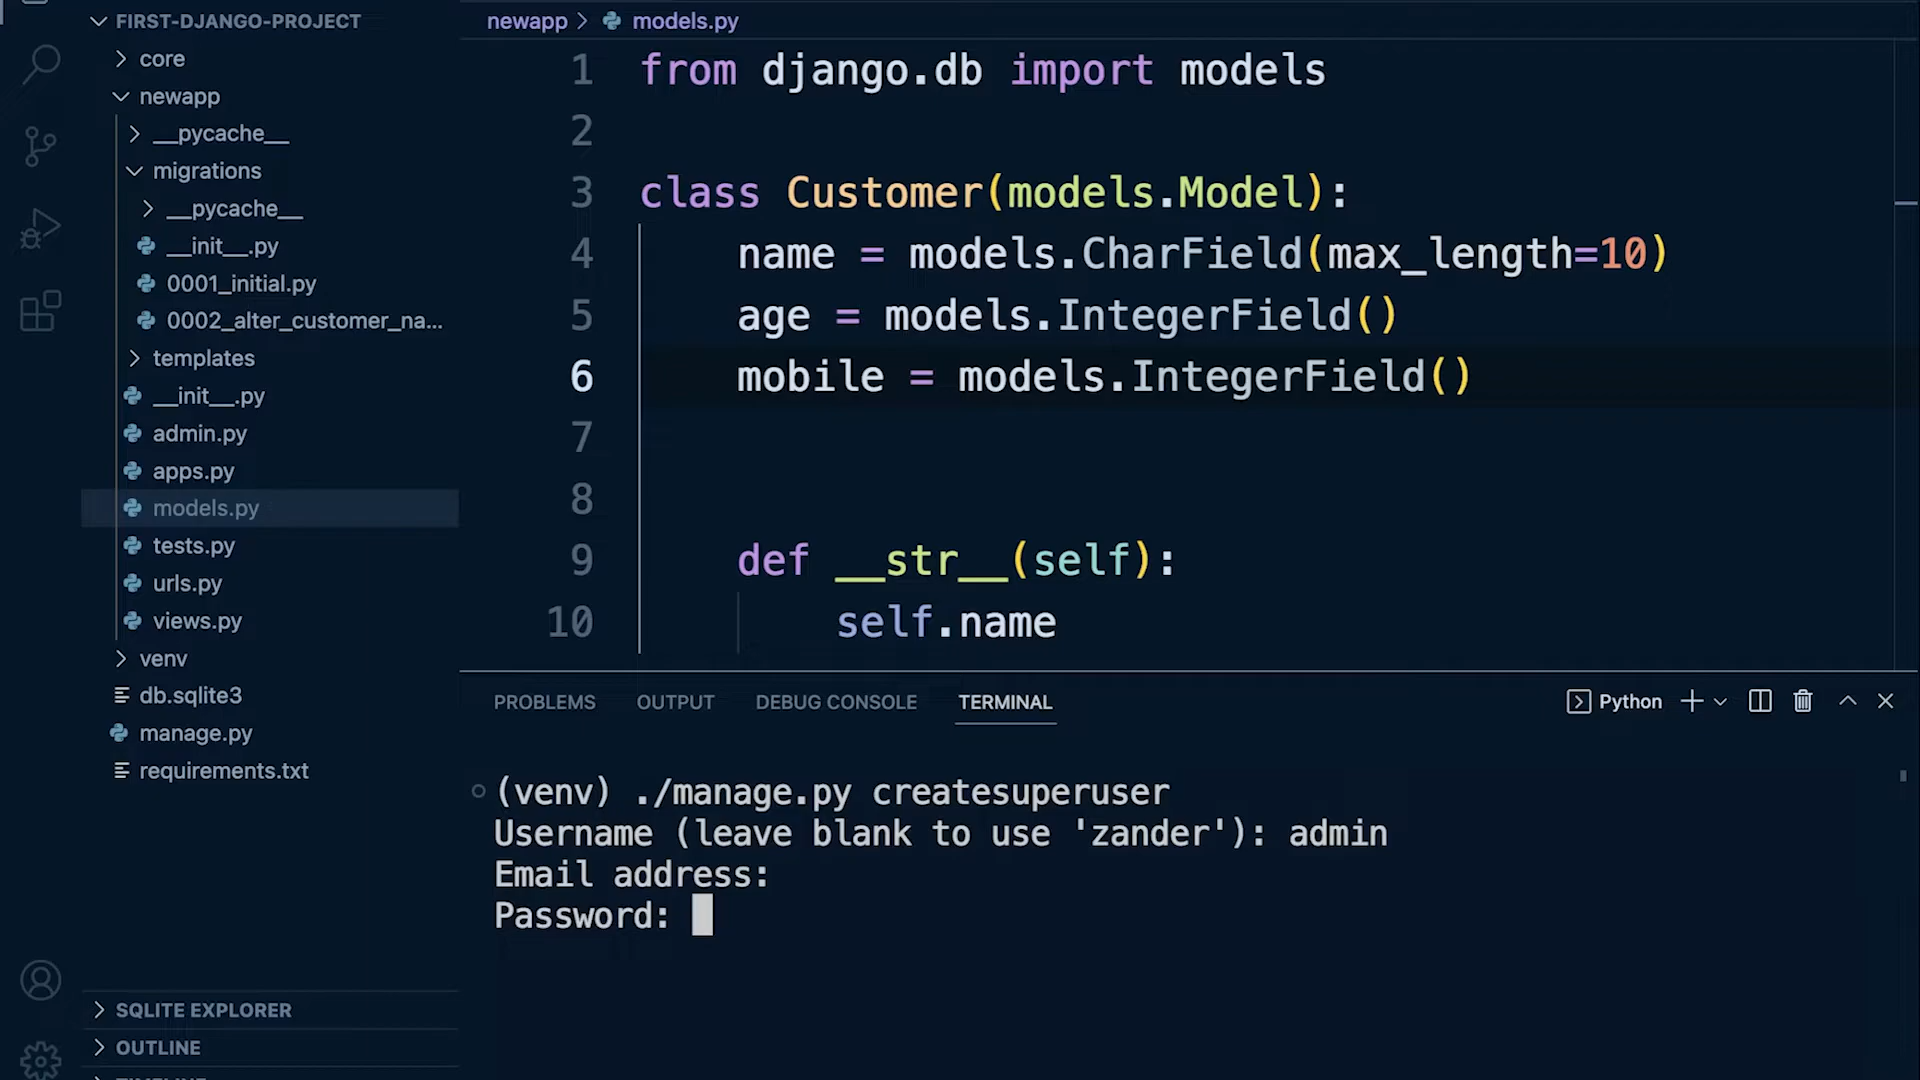 FIRST-DJANGO-PROJECT
core
newapp
__pycache__
migrations
__pycache__
__init__.py
0001_initial.py
0002_alter_customer_na...
templates
__init__.py
admin.py
apps.py
models.py
tests.py
urls.py
views.py
venv
db.sqlite3
manage.py
requirements.txt
SQLITE EXPLORER
OUTLINE
newapp > models.py
1 from django.db import models
2
3 class Customer(models.Model):
4 name = models.CharField(max_length=10)
5 age = models.IntegerField()
6 mobile = models.IntegerField()
7
8
9 def __str__(self):
10 self.name
PROBLEMS OUTPUT DEBUG CONSOLE TERMINAL Python
(venv) ./manage.py createsuperuser
Username (leave blank to use 'zander'): admin
Email address:
Password: